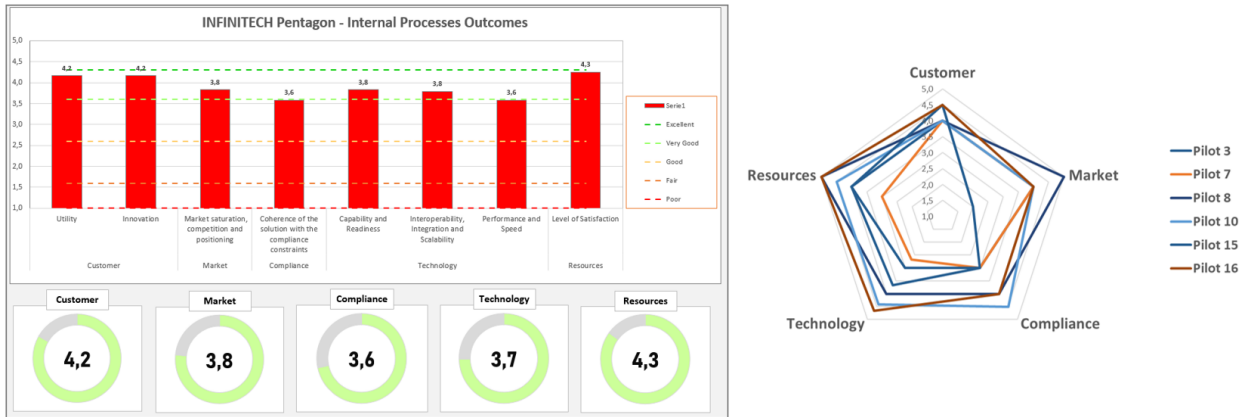 INFINITECH Pentagon - Internal Processes Outcomes
5,0
4,5
4,0
3,5
3,0
2,5
2,0
1,5
1,0
4,2
4,2
3,8
3,6
3,8
3,8
3,6
4,3
Utility
Innovation
Market saturation,
competition and
positioning
Coherence of the
solution with the
compliance
constraints
Capability and
Readiness
Interoperability,
Integration and
Scalability
Performance and
Speed
Level of Satisfaction
Customer
Market
Compliance
Technology
Resources
Serie1
Excellent
Very Good
Good
Fair
Poor
Customer
4,2
Market
3,8
Compliance
3,6
Technology
3,7
Resources
4,3
Customer
5,0
4,5
4,0
3,5
3,0
2,5
2,0
1,5
1,0
Resources
Market
Technology
Compliance
Pilot 3
Pilot 7
Pilot 8
Pilot 10
Pilot 15
Pilot 16